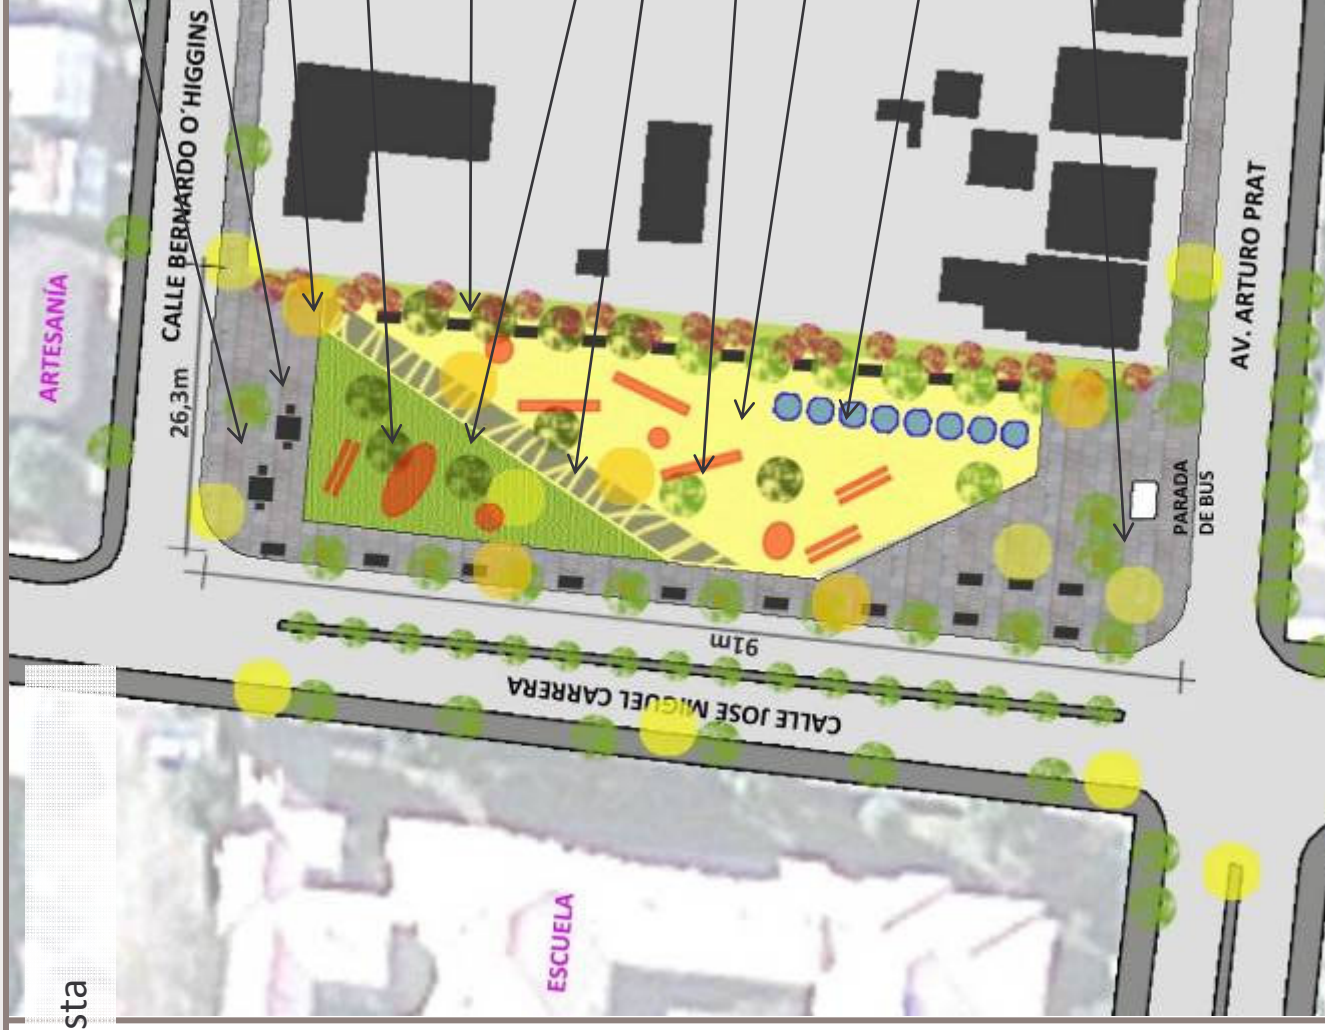 CALLE BERNARDO O´HIGGINS
AV. ARTURO PRAT
ARTESANÍA
26,3m
PARADA
DE BUS
91m
CALLE JOSE MIGUEL CARRERA
ESCUELA
sta